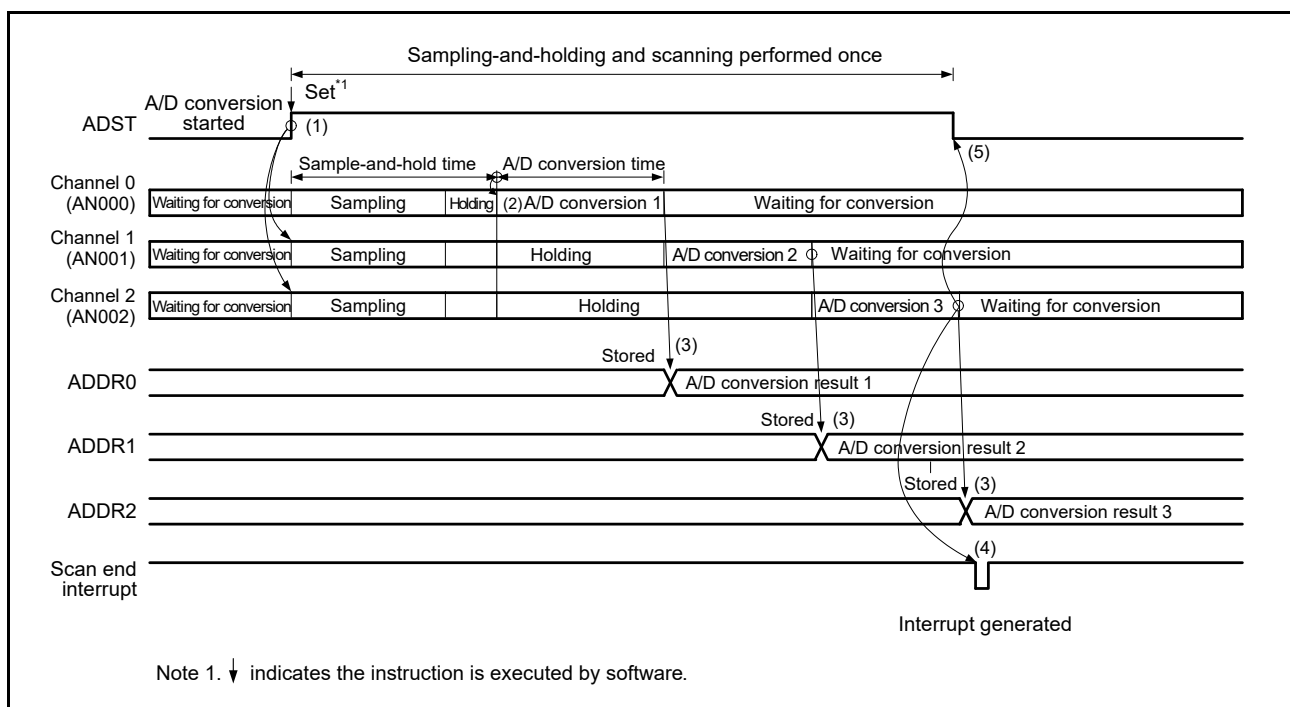 Sampling-and-holding and scanning performed once
A/D conversion
started
Set*1
ADST
(1)
(5)
Sample-and-hold time
A/D conversion time
Channel 0
(AN000)
Waiting for conversion
Sampling
Holding
(2)A/D conversion 1
Waiting for conversion
Channel 1
(AN001)
Waiting for conversion
Sampling
Holding
A/D conversion 2
Waiting for conversion
Channel 2
(AN002)
Waiting for conversion
Sampling
Holding
A/D conversion 3
Waiting for conversion
Stored
(3)
ADDR0
A/D conversion result 1
Stored
(3)
ADDR1
A/D conversion result 2
Stored
(3)
ADDR2
A/D conversion result 3
(4)
Scan end
interrupt
Interrupt generated
Note 1. ↓ indicates the instruction is executed by software.